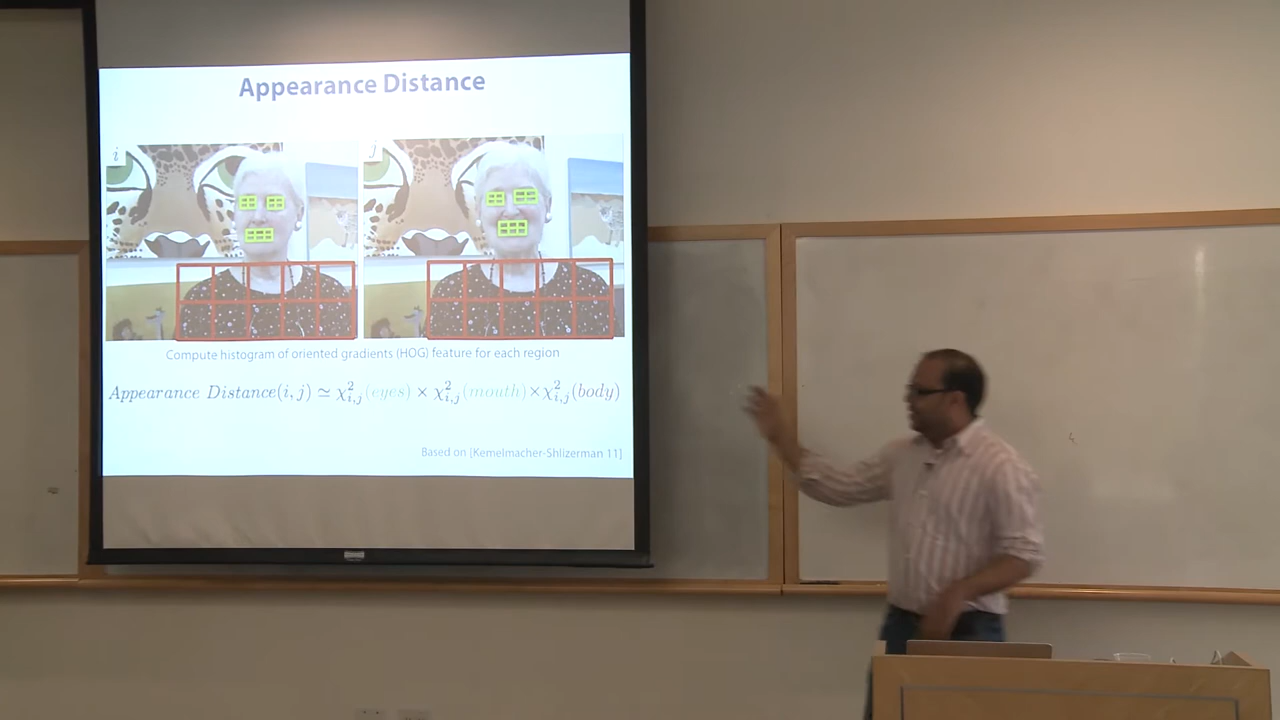 Appearance Distance
i
j
Compute histogram of oriented gradients (HOG) feature for each region
Appearance Distance(i, j) ≃ χ²ᵢ,ⱼ(eyes) × χ²ᵢ,ⱼ(mouth)×χ²ᵢ,ⱼ(body)
Based on [Kemelmacher-Shlizerman 11]